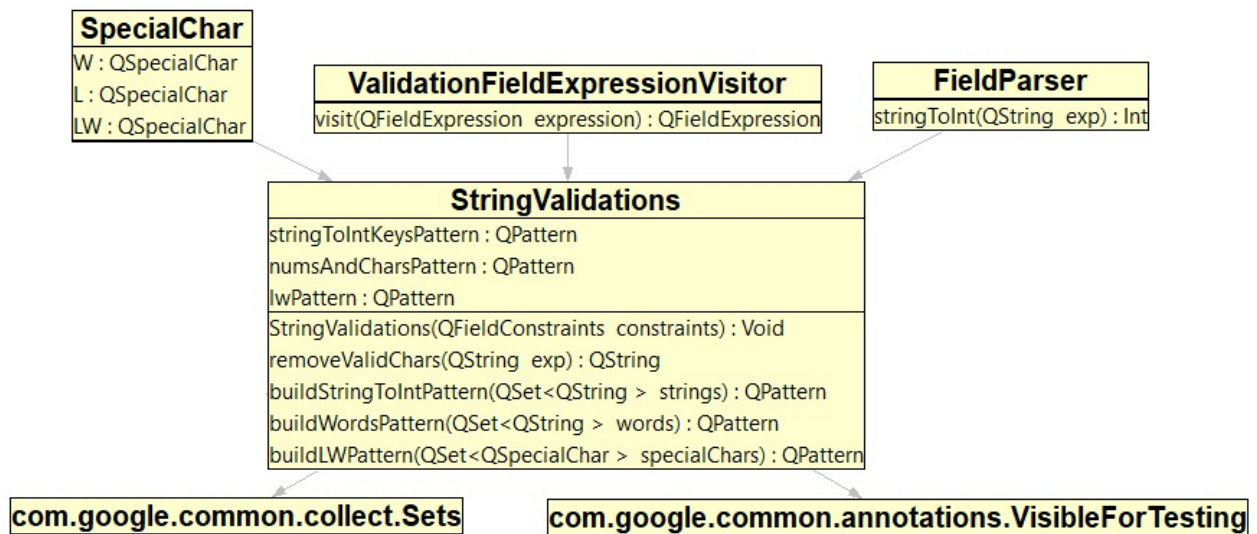 SpecialChar
W : QSpecialChar
L : QSpecialChar
LW : QSpecialChar
ValidationFieldExpressionVisitor
visit(QFieldExpression expression) : QFieldExpression
FieldParser
stringToInt(QString exp) : Int
StringValidations
stringToIntKeysPattern : QPattern
numsAndCharsPattern : QPattern
lwPattern : QPattern
StringValidations(QFieldConstraints constraints) : Void
removeValidChars(QString exp) : QString
buildStringToIntPattern(QSet<QString > strings) : QPattern
buildWordsPattern(QSet<QString > words) : QPattern
buildLWPattern(QSet<QSpecialChar > specialChars) : QPattern
com.google.common.collect.Sets
com.google.common.annotations.VisibleForTesting